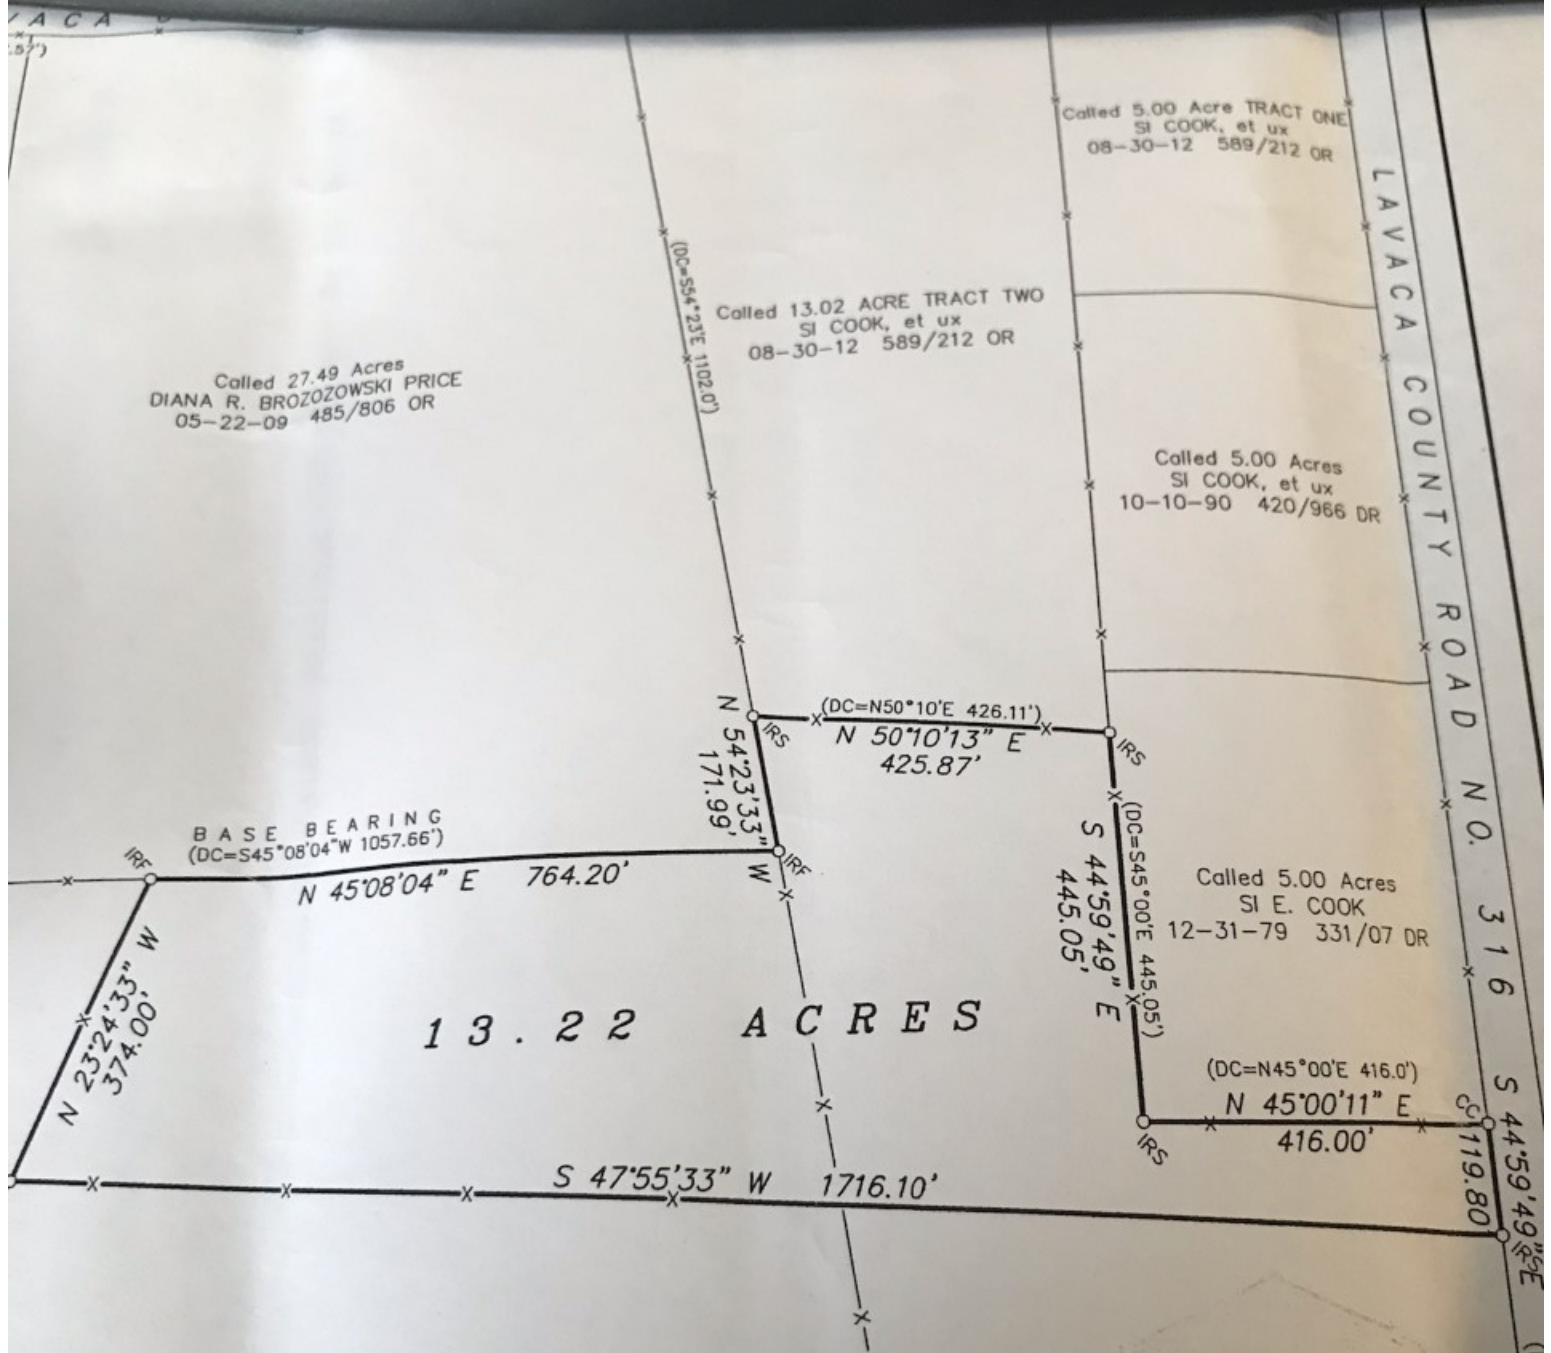 ACA
.57')
Called 5.00 Acre TRACT ONE
SI COOK, et ux
08-30-12 589/212 OR
LAVACA COUNTY ROAD NO. 316
(DC=S54°23'E 1102.0')
Called 13.02 ACRE TRACT TWO
SI COOK, et ux
08-30-12 589/212 OR
Called 27.49 Acres
DIANA R. BROZOZOWSKI PRICE
05-22-09 485/806 OR
Called 5.00 Acres
SI COOK, et ux
10-10-90 420/966 DR
(DC=N50°10'E 426.11')
N 50°10'13" E
425.87'
IRS
IRS
N 54°23'33" W
171.99'
BASE BEARING
(DC=S45°08'04"W 1057.66')
N 45°08'04" E 764.20'
IRF
IRF
(DC=S45°00'E 445.05')
S 44°59'49" E
445.05'
Called 5.00 Acres
SI E. COOK
12-31-79 331/07 DR
N 23°24'33" W
374.00'
13.22 ACRES
(DC=N45°00'E 416.0')
N 45°00'11" E
416.00'
IRS
CC
S 44°59'49" E
119.80'
S 47°55'33" W 1716.10'
IRS